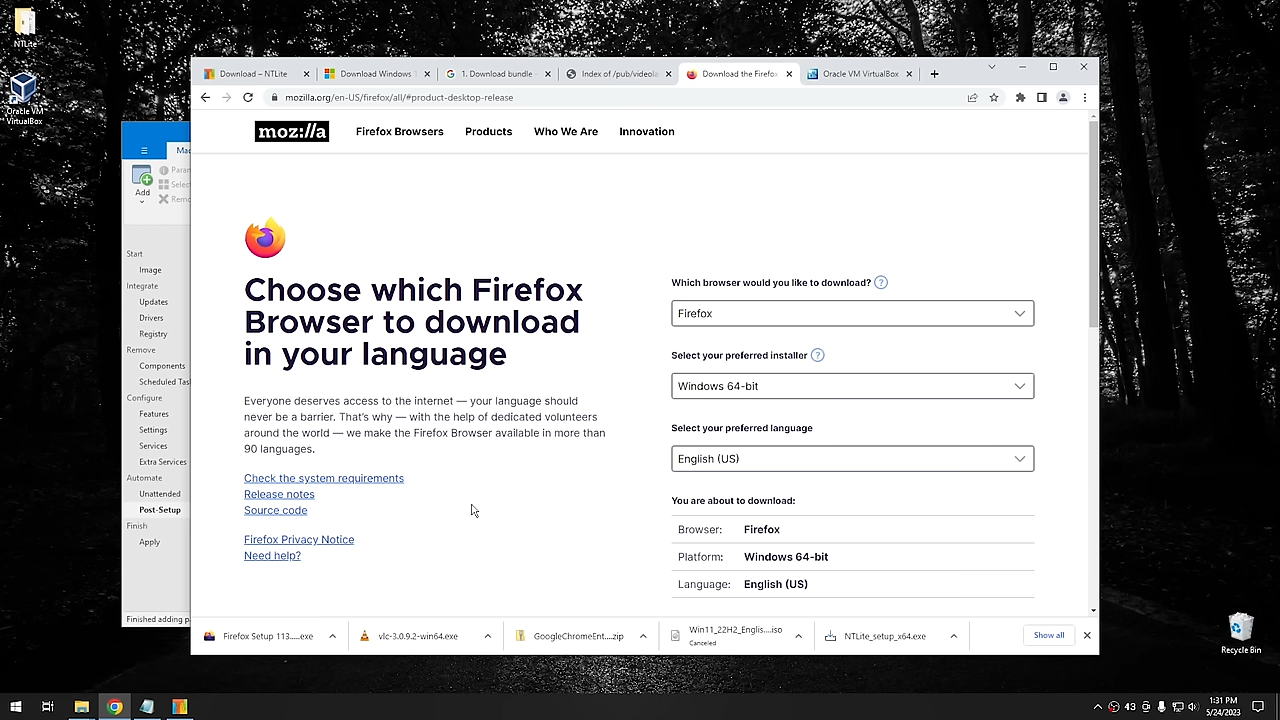 NTLite
Oracle VM
VirtualBox
Download – NTLite
Download Windows
1. Download bundle
Index of /pub/videola
Download the Firefo
Oracle VM VirtualBox
mozilla.org/en-US/firefox/all/#product-desktop-release
moz://a
Firefox Browsers
Products
Who We Are
Innovation
Add
Start
Image
Integrate
Updates
Drivers
Registry
Remove
Components
Scheduled Tas
Configure
Features
Settings
Services
Extra Services
Automate
Unattended
Post-Setup
Finish
Apply
Finished adding pa
Choose which Firefox
Browser to download
in your language
Everyone deserves access to the internet — your language should
never be a barrier. That's why — with the help of dedicated volunteers
around the world — we make the Firefox Browser available in more than
90 languages.
Check the system requirements
Release notes
Source code
Firefox Privacy Notice
Need help?
Which browser would you like to download? ?
Firefox
Select your preferred installer ?
Windows 64-bit
Select your preferred language
English (US)
You are about to download:
Browser: Firefox
Platform: Windows 64-bit
Language: English (US)
Firefox Setup 113.....exe
vlc-3.0.9.2-win64.exe
GoogleChromeEnt....zip
Win11_22H2_Englis....iso
Canceled
NTLite_setup_x64.exe
Show all
Recycle Bin
43
1:31 PM
5/24/2023